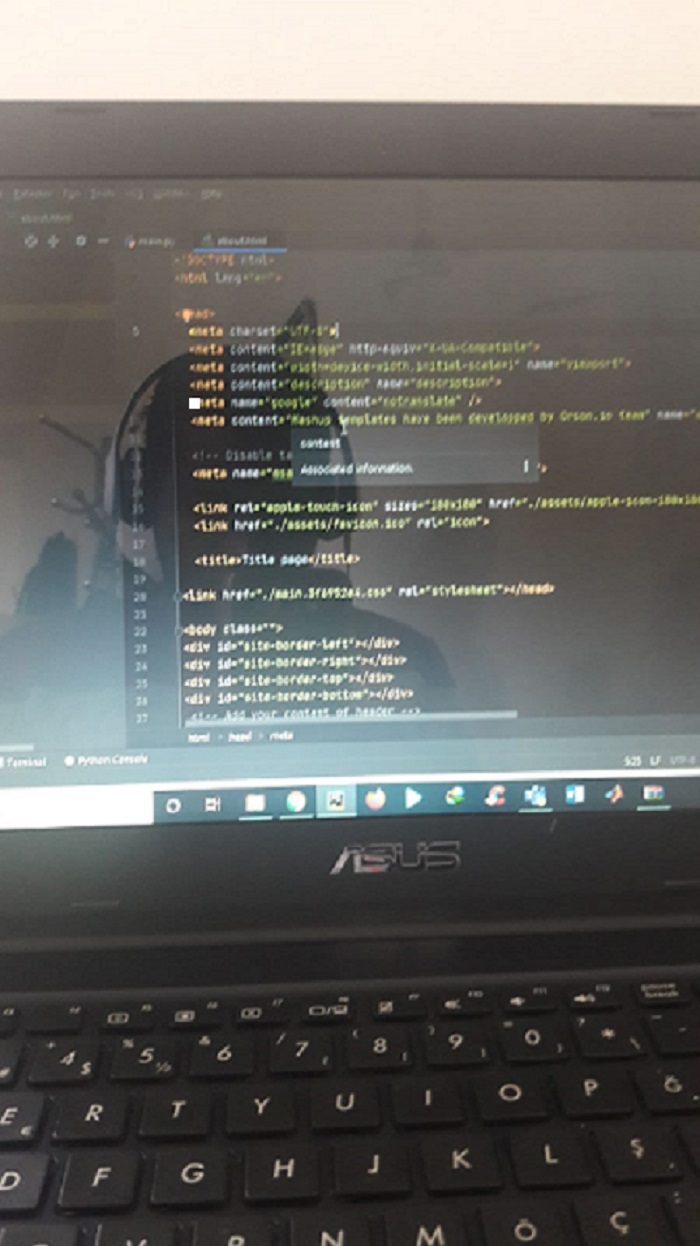 main.py about.html
<!DOCTYPE html>
<html lang="en">
<head>
5 <meta charset="UTF-8">
<meta content="IE=edge" http-equiv="X-UA-Compatible">
<meta content="width=device-width,initial-scale=1" name="viewport">
<meta content="description" name="description">
meta name="google" content="notranslate" />
<meta content="Mashup templates have been developped by Orson.io team" name=
content
<!-- Disable ta
Associated information.
<meta name="msa
15 <link rel="apple-touch-icon" sizes="180x180" href="./assets/apple-icon-180x18
16 <link href="./assets/favicon.ico" rel="icon">
17
18 <title>Title page</title>
19
20 <link href="./main.3f6952e4.css" rel="stylesheet"></head>
21
22 <body class="">
23 <div id="site-border-left"></div>
24 <div id="site-border-right"></div>
25 <div id="site-border-top"></div>
26 <div id="site-border-bottom"></div>
27 <!-- Add your content of header -->
html › head › meta
Terminal Python Console
5:25 LF UTF-8
ASUS
4 $ 5 ½ 6 7 { 8 [ 9 ] 0 } * \ -
E € R T Y U I O P Ğ
D F G H J K L Ş
N M Ö Ç